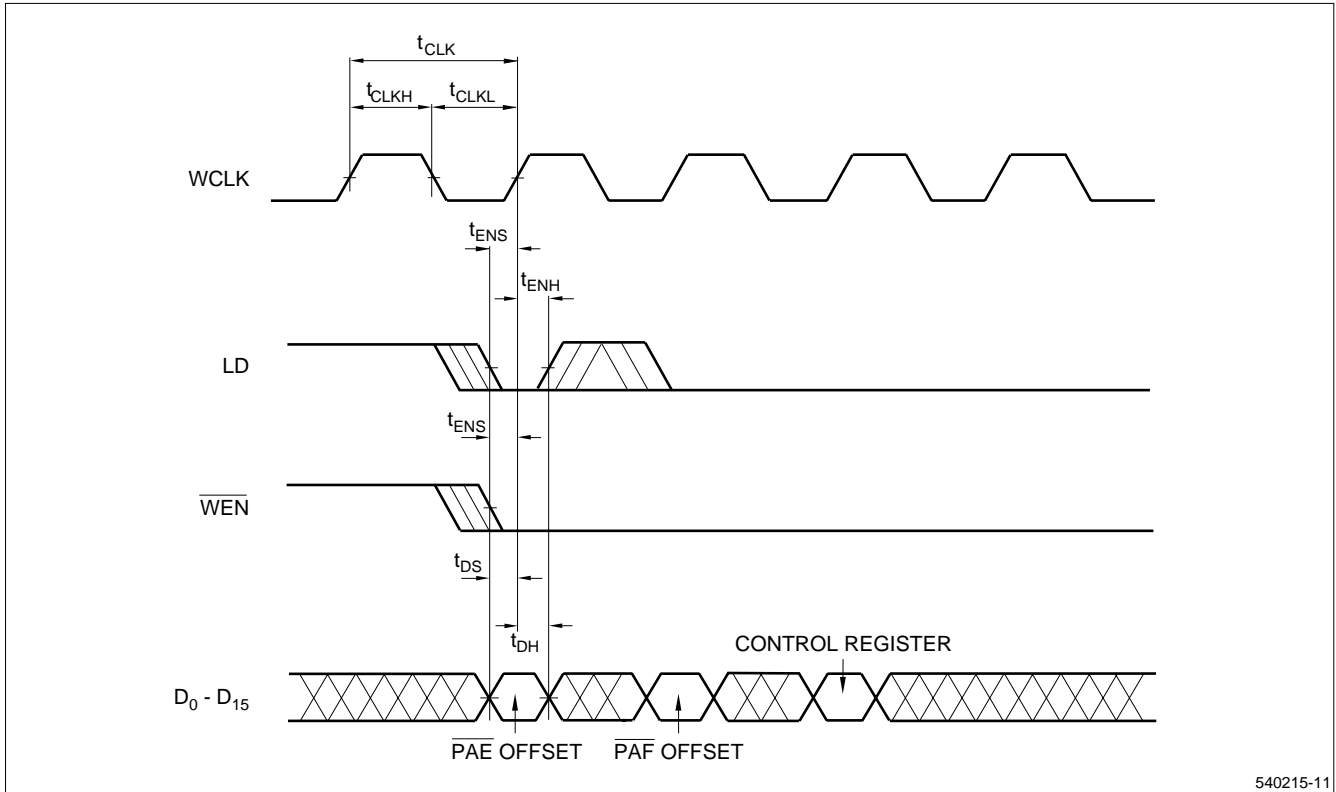 tCLK
tCLKH
tCLKL
WCLK
tENS
tENH
LD
tENS
WEN
tDS
tDH
CONTROL REGISTER
D0 - D15
PAE OFFSET
PAF OFFSET
540215-11